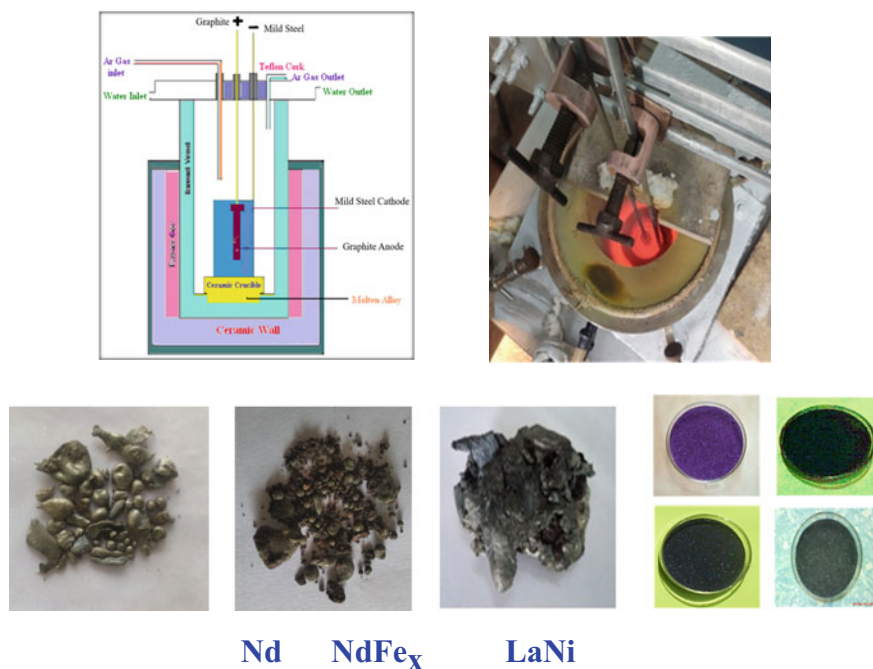 Graphite + − Mild Steel
Ar Gas inlet
Teflon Cork
Ar Gas Outlet
Water Inlet
Water Outlet
Mild Steel Cathode
Graphite Anode
Ceramic Crucible
Molten Alloy
Ceramic Wall
Nd NdFeX LaNi